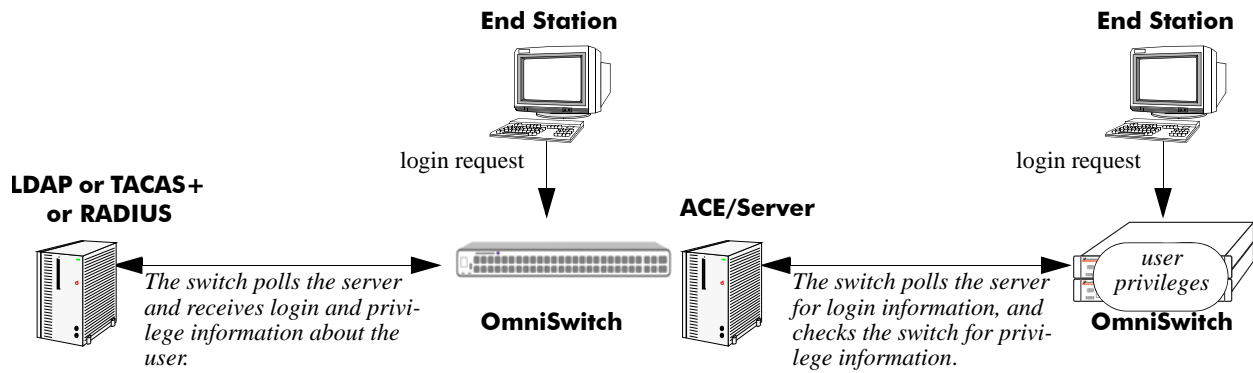 End Station
login request
LDAP or TACAS+
or RADIUS
The switch polls the server
and receives login and privi-
lege information about the
user.
OmniSwitch
End Station
login request
ACE/Server
The switch polls the server
for login information, and
checks the switch for privi-
lege information.
user
privileges
OmniSwitch